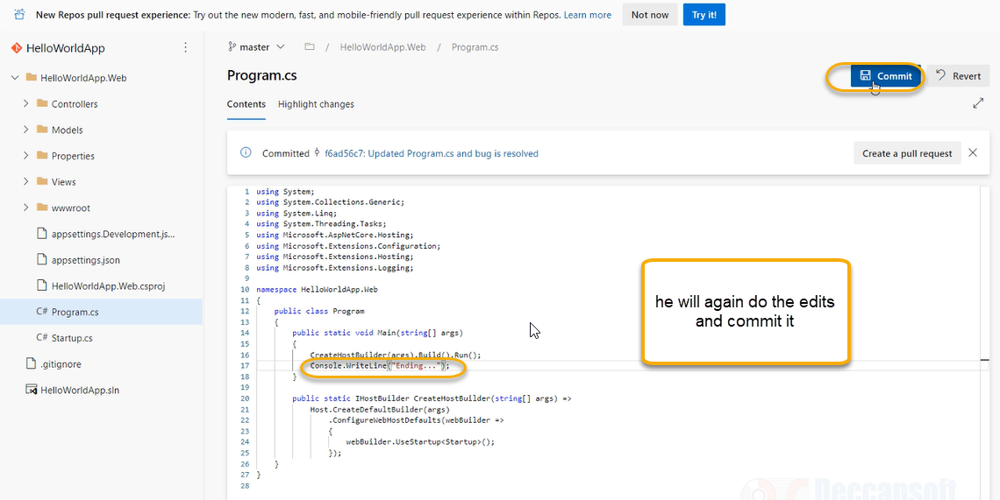 New Repos pull request experience: Try out the new modern, fast, and mobile-friendly pull request experience within Repos. Learn more Not now Try it!
HelloWorldApp
master / HelloWorldApp.Web / Program.cs
HelloWorldApp.Web
Program.cs
Commit Revert
Controllers
Contents Highlight changes
Models
Properties
Committed f6ad56c7: Updated Program.cs and bug is resolved Create a pull request
Views
wwwroot
appsettings.Development.js...
appsettings.json
HelloWorldApp.Web.csproj
C# Program.cs
C# Startup.cs
.gitignore
HelloWorldApp.sln
1 using System;
2 using System.Collections.Generic;
3 using System.Linq;
4 using System.Threading.Tasks;
5 using Microsoft.AspNetCore.Hosting;
6 using Microsoft.Extensions.Configuration;
7 using Microsoft.Extensions.Hosting;
8 using Microsoft.Extensions.Logging;
9
10 namespace HelloWorldApp.Web
11 {
12 public class Program
13 {
14 public static void Main(string[] args)
15 {
16 CreateHostBuilder(args).Build().Run();
17 Console.WriteLine("Ending...");
18 }
19
20 public static IHostBuilder CreateHostBuilder(string[] args) =>
21 Host.CreateDefaultBuilder(args)
22 .ConfigureWebHostDefaults(webBuilder =>
23 {
24 webBuilder.UseStartup<Startup>();
25 });
26 }
27 }
28
he will again do the edits
and commit it
Deccansoft